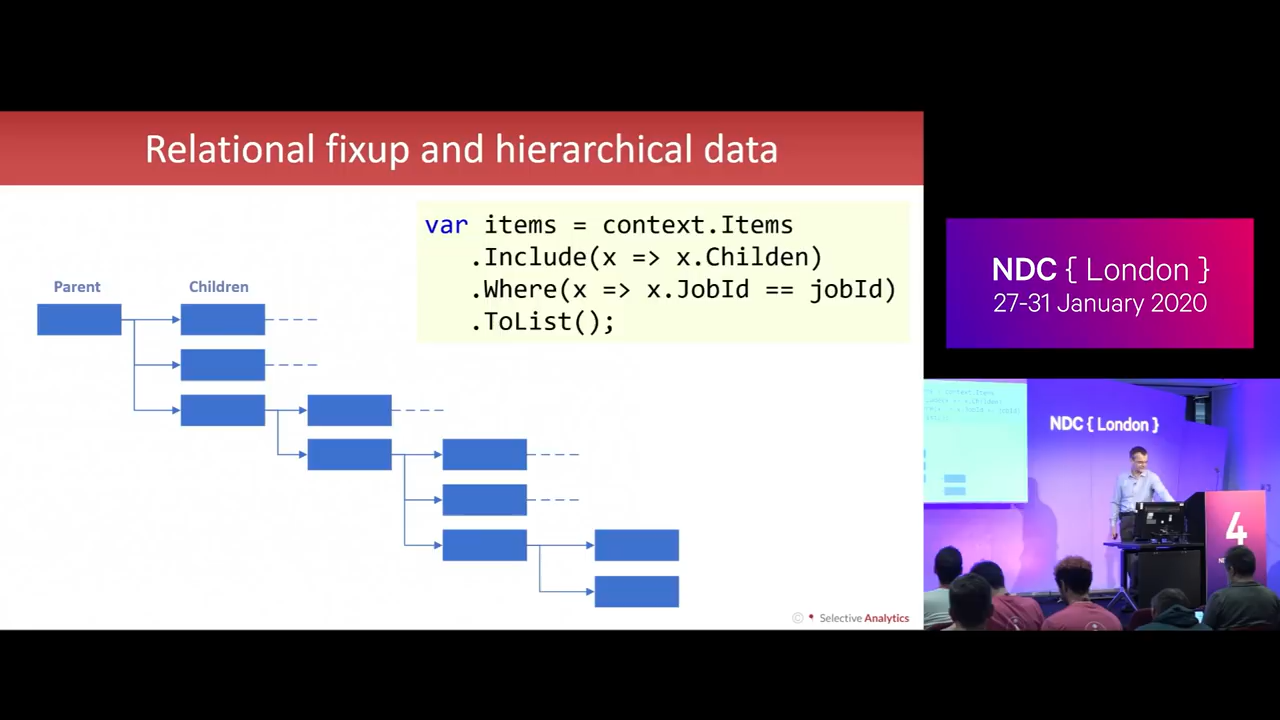 Relational fixup and hierarchical data
var items = context.Items
.Include(x => x.Childen)
.Where(x => x.JobId == jobId)
.ToList();
Parent
Children
© Selective Analytics
NDC { London }
27-31 January 2020
NDC { London }
4